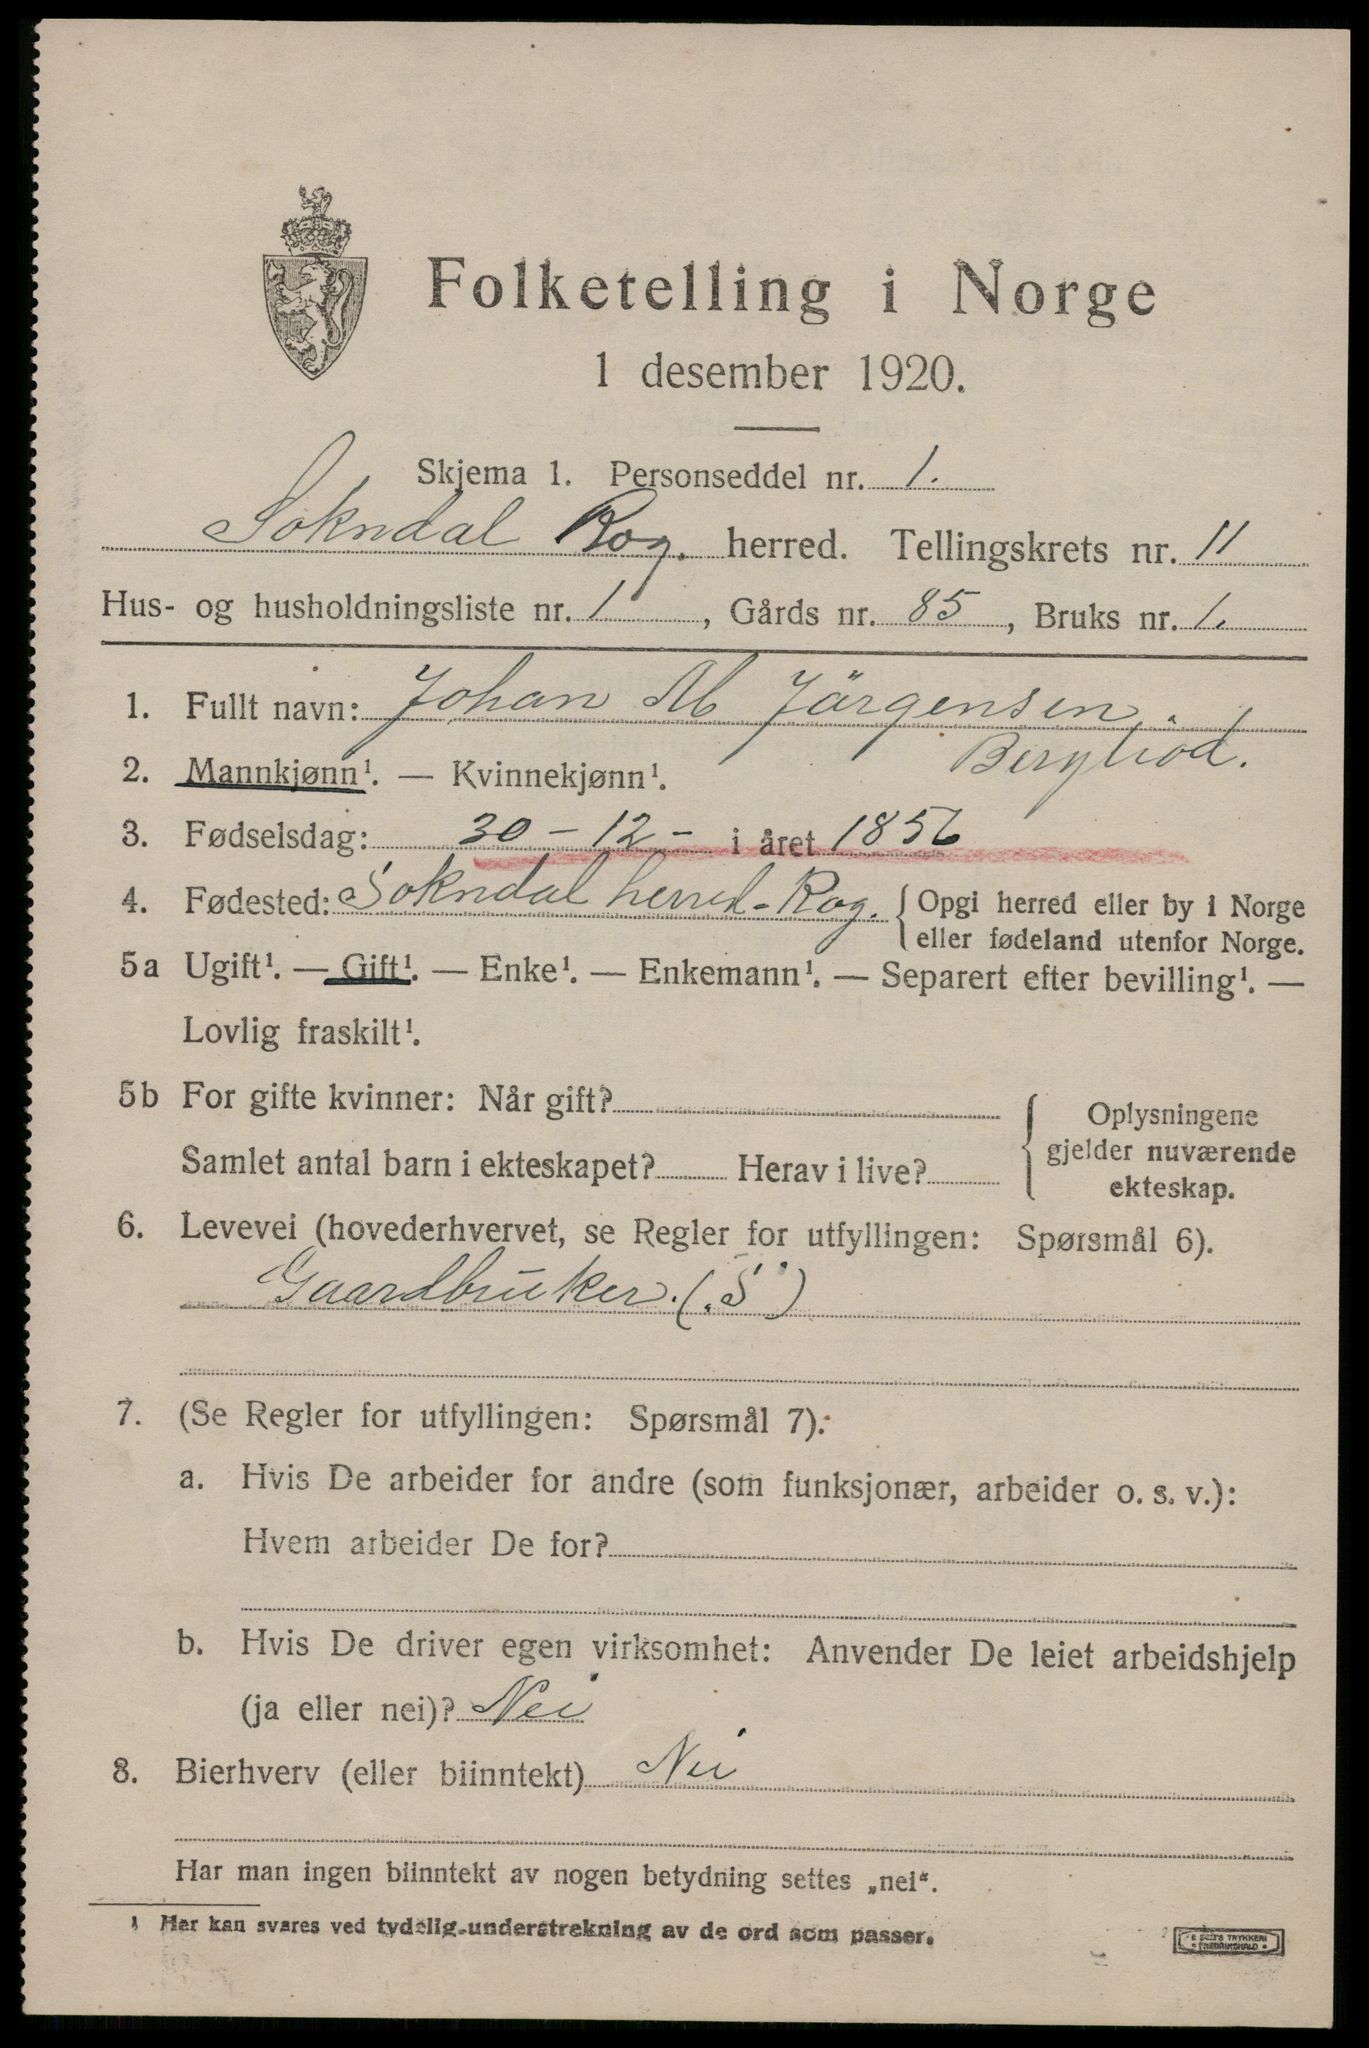 Folketelling i Norge
1 desember 1920.
Skjema 1. Personseddel nr. 1.
Sokndal Rog. herred. Tellingskrets nr. 11
Hus- og husholdningsliste nr. 1, Gårds nr. 85, Bruks nr. 1.
1. Fullt navn: Johan M Järgensen
2. Mannkjønn¹. — Kvinnekjønn¹.
3. Fødselsdag: 30 - 12 - i året 1856
4. Fødested: Sokndal herred - Rog. { Opgi herred eller by i Norge
eller fødeland utenfor Norge.
5a Ugift¹. — Gift¹. — Enke¹. — Enkemann¹. — Separert efter bevilling¹. —
Lovlig fraskilt¹.
5b For gifte kvinner: Når gift?
Samlet antal barn i ekteskapet? Herav i live?
{ Oplysningene
gjelder nuværende
ekteskap.
6. Levevei (hovederhvervet, se Regler for utfyllingen: Spørsmål 6).
Gaardbruker. (S)
7. (Se Regler for utfyllingen: Spørsmål 7):
a. Hvis De arbeider for andre (som funksjonær, arbeider o. s. v.):
Hvem arbeider De for?
b. Hvis De driver egen virksomhet: Anvender De leiet arbeidshjelp
(ja eller nei)? Nei
8. Bierhverv (eller biinntekt) Nei
Har man ingen biinntekt av nogen betydning settes „nei“.
¹ Her kan svares ved tydelig understrekning av de ord som passer.
TRYKKERI
FREDRIKSHALD